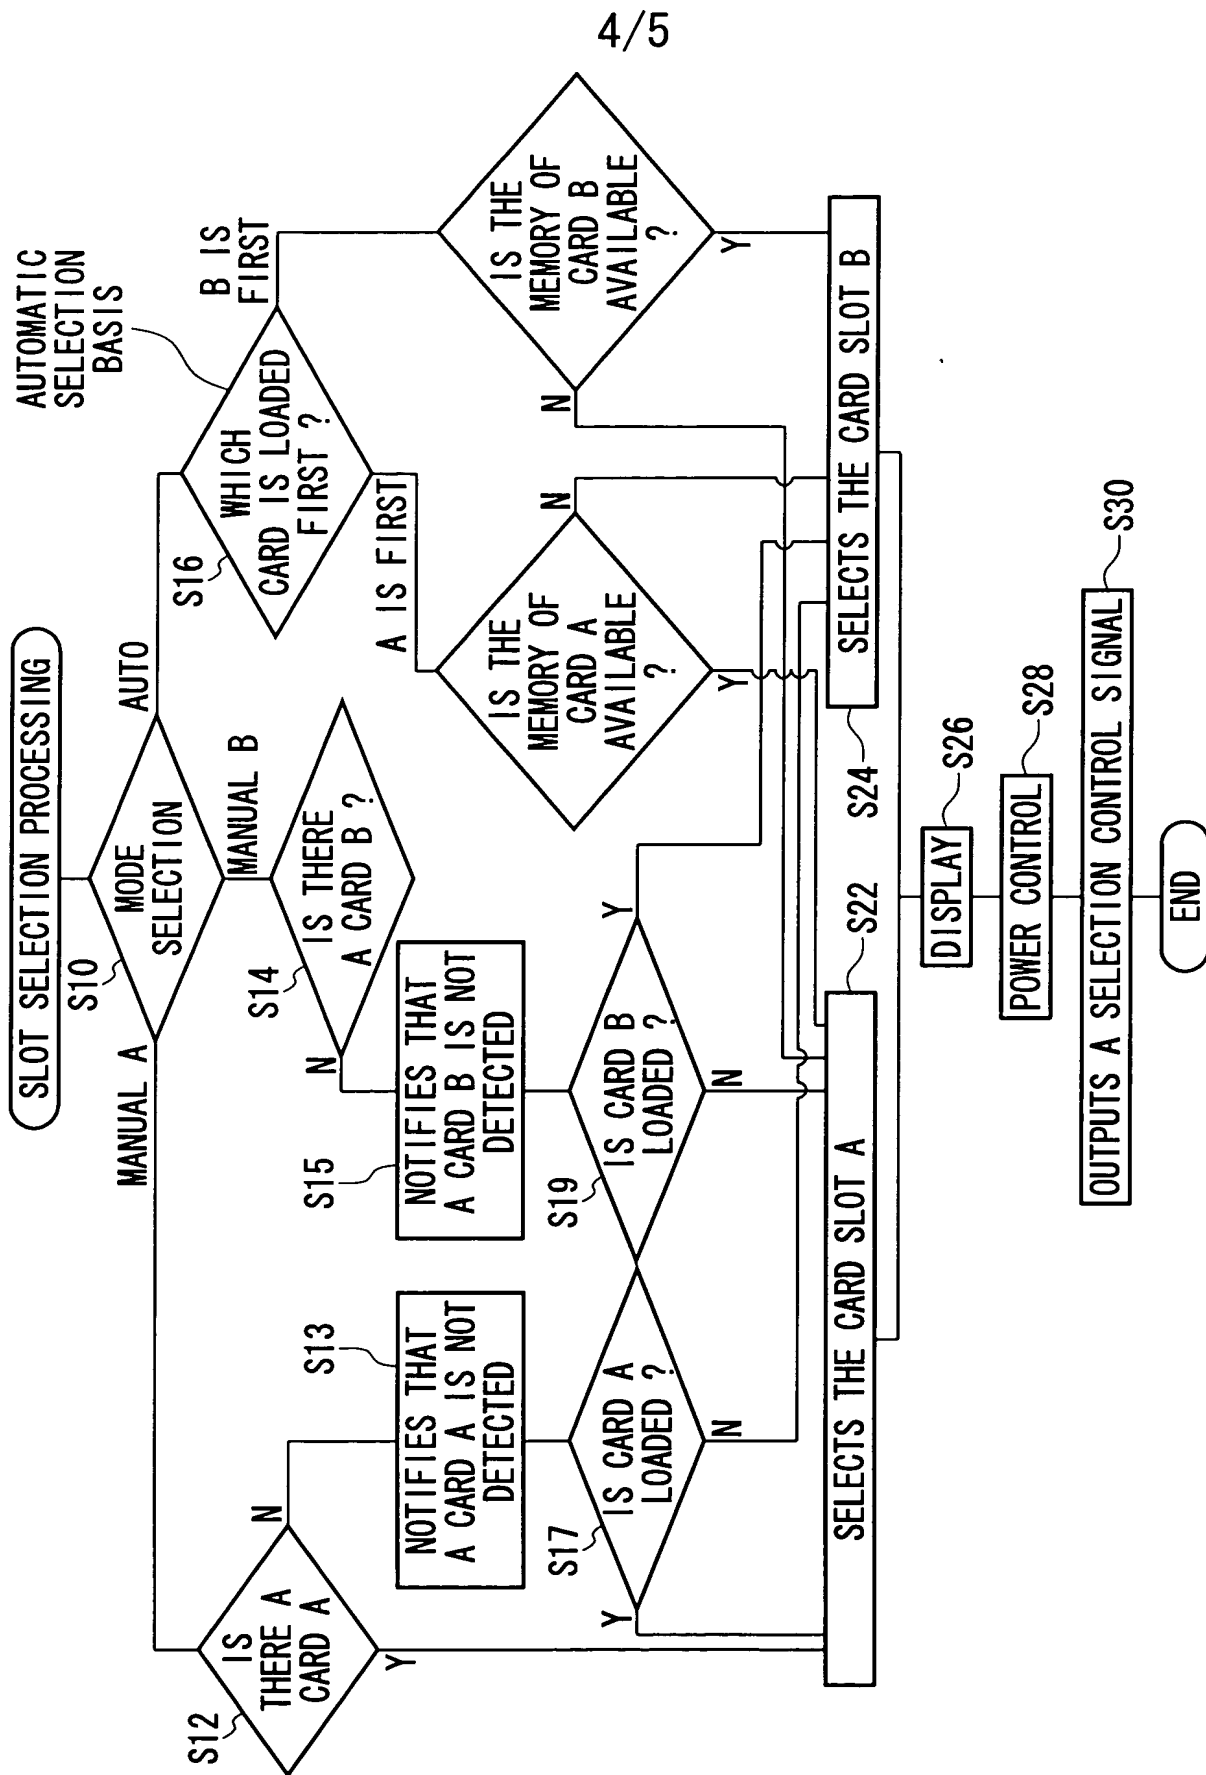 4/5
SLOT SELECTION PROCESSING
S10
MODE
SELECTION
MANUAL A
MANUAL B
AUTO
AUTOMATIC
SELECTION
BASIS
S12
IS
THERE A
CARD A
N
Y
S14
IS THERE
A CARD B ?
N
S16
WHICH
CARD IS LOADED
FIRST ?
A IS FIRST
B IS
FIRST
S13
NOTIFIES THAT
A CARD A IS NOT
DETECTED
S15
NOTIFIES THAT
A CARD B IS NOT
DETECTED
IS THE
MEMORY OF
CARD A
AVAILABLE
?
N
Y
IS THE
MEMORY OF
CARD B
AVAILABLE
?
N
Y
S17
IS CARD A
LOADED ?
Y
N
S19
IS CARD B
LOADED ?
Y
N
SELECTS THE CARD SLOT A
S22
SELECTS THE CARD SLOT B
S24
DISPLAY
S26
POWER CONTROL
S28
OUTPUTS A SELECTION CONTROL SIGNAL
S30
END